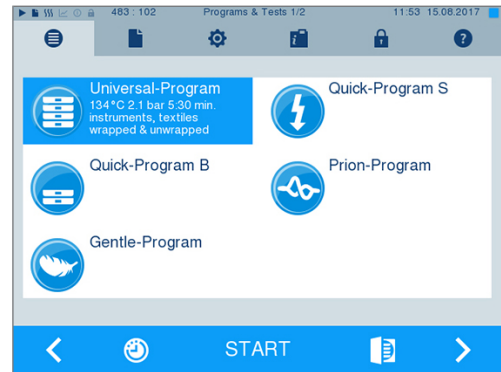 483 : 102 Programs & Tests 1/2 11:53 15.08.2017
Universal-Program
134°C 2.1 bar 5:30 min.
instruments, textiles
wrapped & unwrapped
Quick-Program S
Quick-Program B
Prion-Program
Gentle-Program
START